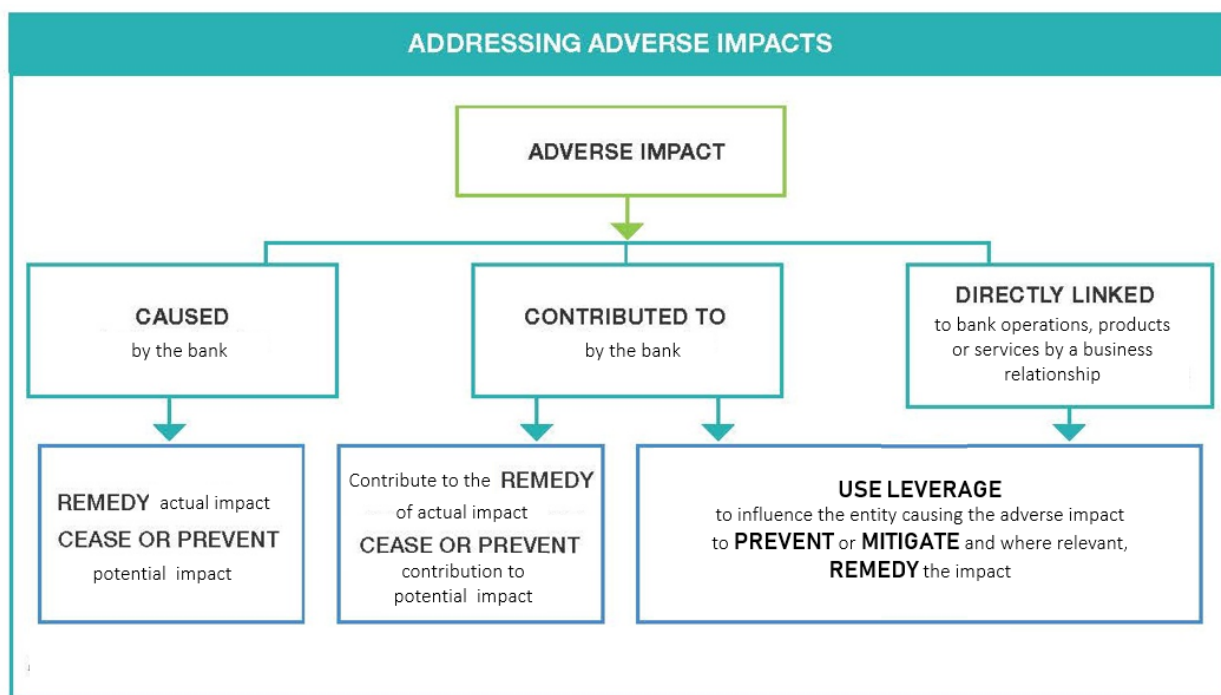 ADDRESSING ADVERSE IMPACTS
ADVERSE IMPACT
CAUSED
by the bank
CONTRIBUTED TO
by the bank
DIRECTLY LINKED
to bank operations, products
or services by a business
relationship
REMEDY actual impact
CEASE OR PREVENT
potential impact
Contribute to the REMEDY
of actual impact
CEASE OR PREVENT
contribution to
potential impact
USE LEVERAGE
to influence the entity causing the adverse impact
to PREVENT or MITIGATE and where relevant,
REMEDY the impact